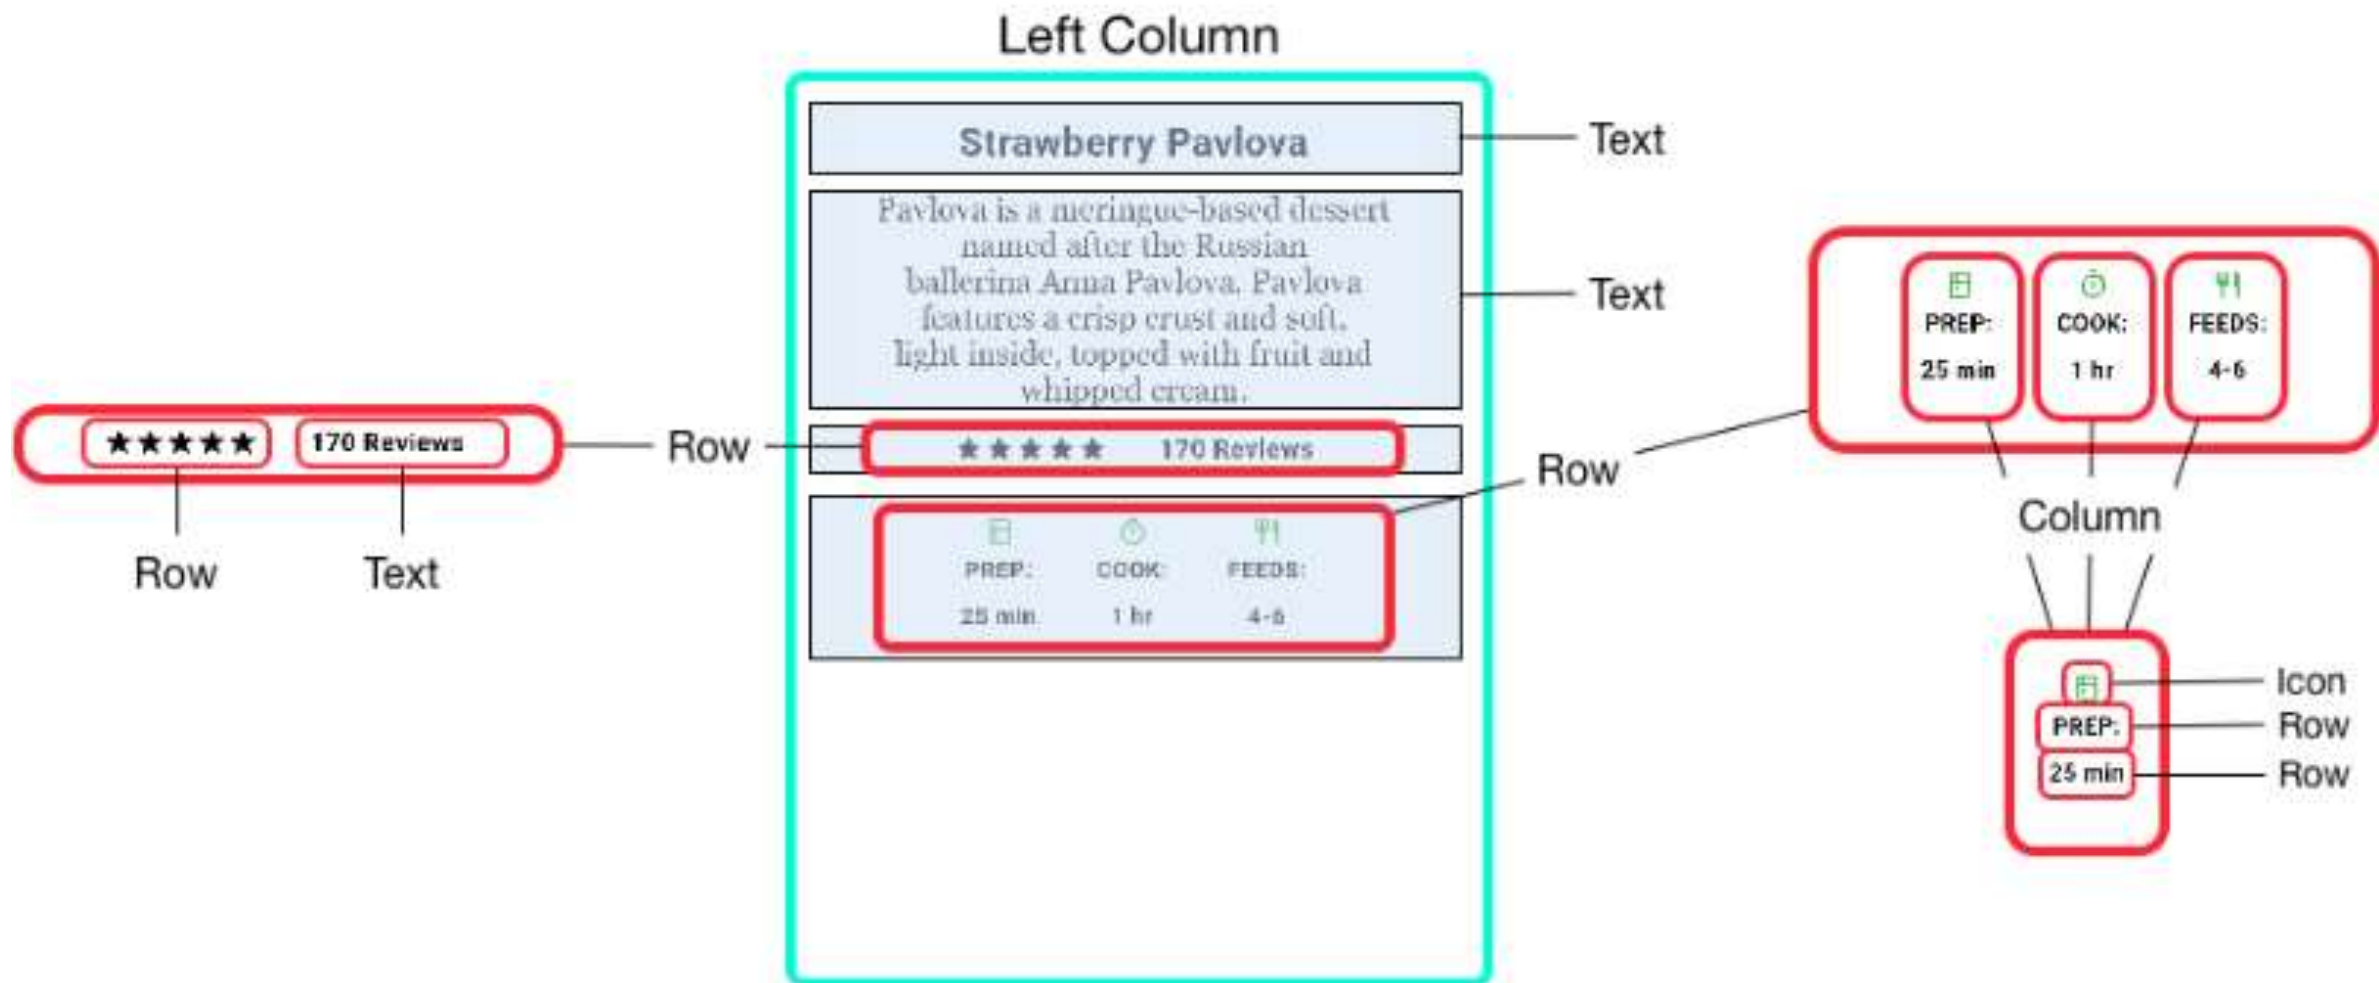 Left Column
Strawberry Pavlova
Text
Pavlova is a meringue-based dessert
named after the Russian
ballerina Anna Pavlova. Pavlova
features a crisp crust and soft,
light inside, topped with fruit and
whipped cream.
Text
170 Reviews
Row
170 Reviews
Row
Text
PREP:
COOK:
FEEDS:
25 min
1 hr
4-6
Row
PREP:
COOK:
FEEDS:
25 min
1 hr
4-6
Column
Icon
PREP:
Row
25 min
Row